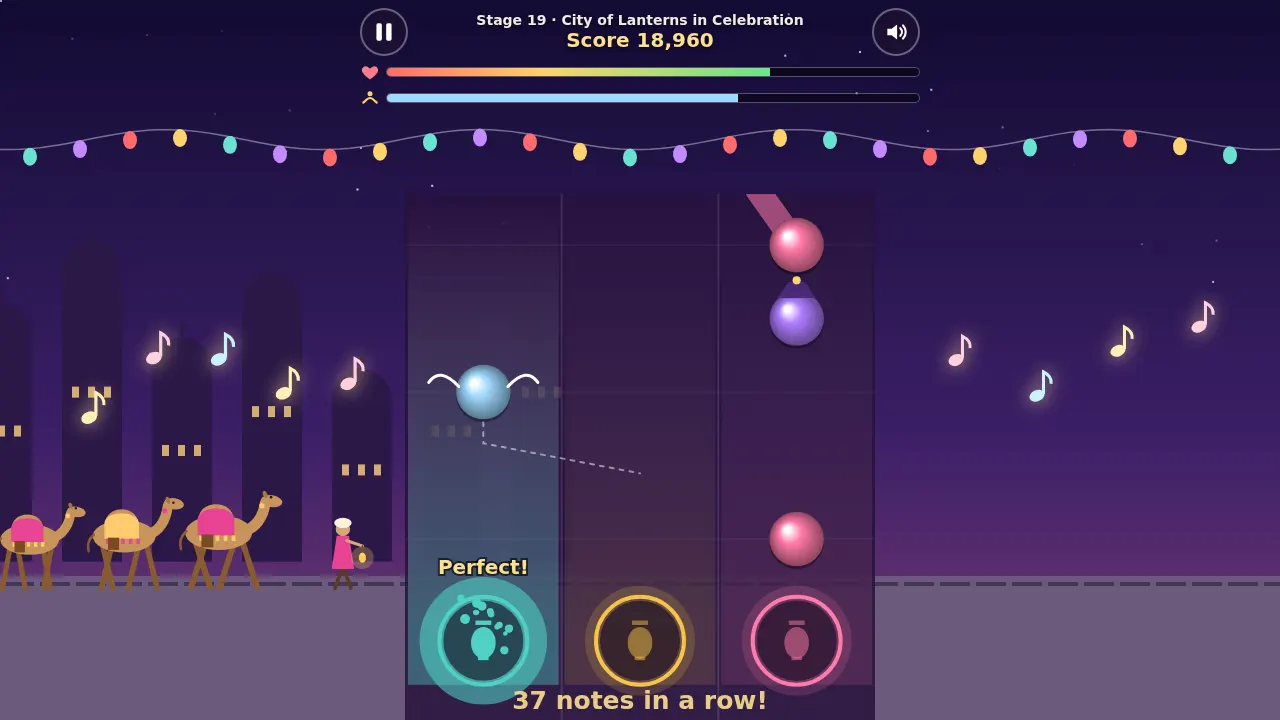 Stage 19 · City of Lanterns in Celebration
Score 18,960
Perfect!
37 notes in a row!